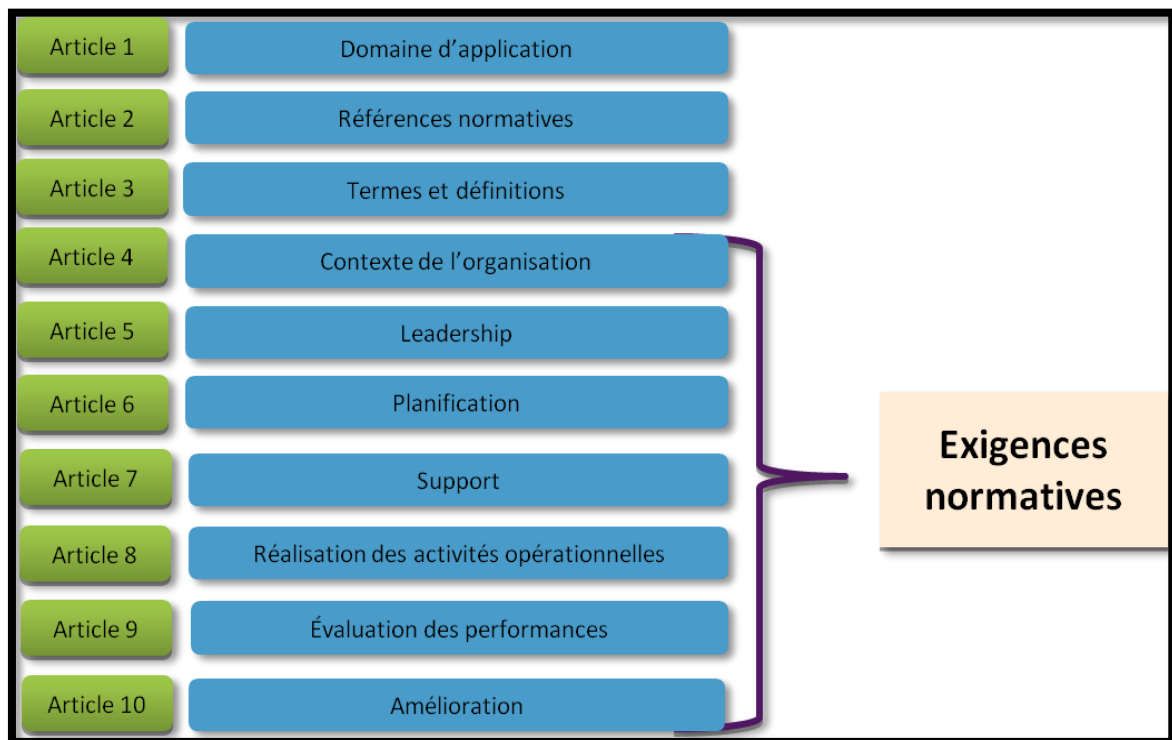 Article 1
Domaine d’application
Article 2
Références normatives
Article 3
Termes et définitions
Article 4
Contexte de l’organisation
Article 5
Leadership
Article 6
Planification
Article 7
Support
Exigences
normatives
Article 8
Réalisation des activités opérationnelles
Article 9
Évaluation des performances
Article 10
Amélioration